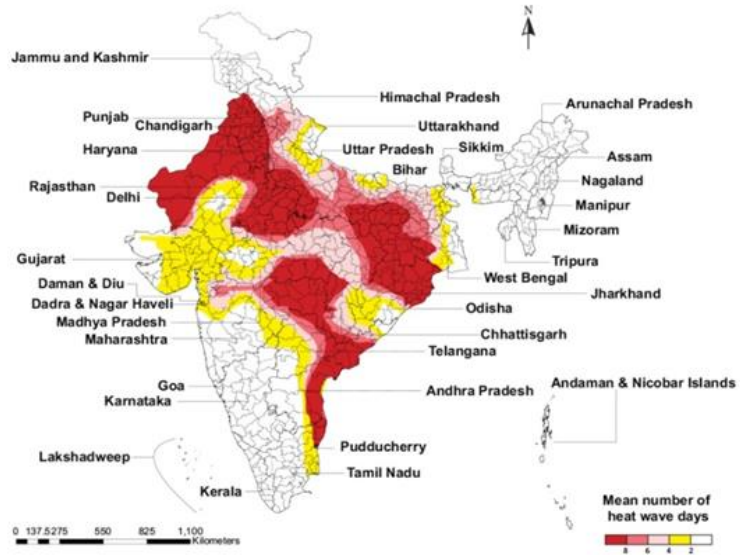 N
Jammu and Kashmir
Himachal Pradesh
Arunachal Pradesh
Punjab
Chandigarh
Uttarakhand
Haryana
Uttar Pradesh
Sikkim
Assam
Bihar
Nagaland
Rajasthan
Delhi
Manipur
Mizoram
Gujarat
Tripura
West Bengal
Daman & Diu
Jharkhand
Dadra & Nagar Haveli
Odisha
Madhya Pradesh
Chhattisgarh
Maharashtra
Telangana
Goa
Andaman & Nicobar Islands
Andhra Pradesh
Karnataka
Pudducherry
Lakshadweep
Tamil Nadu
Kerala
Mean number of
heat wave days
0 137.5275 550 825 1,100
Kilometers
8 6 4 2